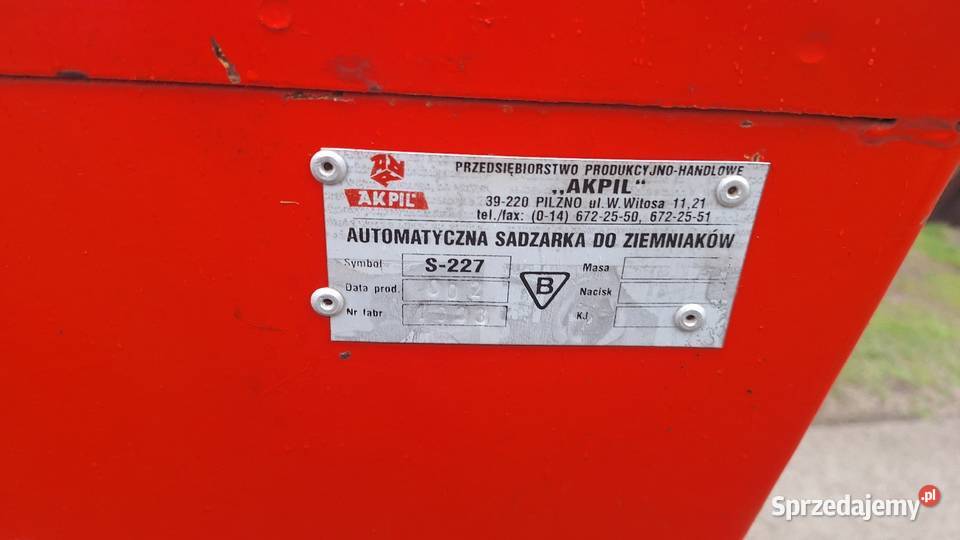 PRZEDSIĘBIORSTWO PRODUKCYJNO-HANDLOWE
AKPIL
„AKPIL"
39-220 PILZNO ul. W. Witosa 11,21
tel./fax: (0-14) 672-25-50, 672-25-51
AUTOMATYCZNA SADZARKA DO ZIEMNIAKÓW
Symbol S-227 B Masa
Data prod. Nacisk
Nr fabr KJ
Sprzedajemy.pl